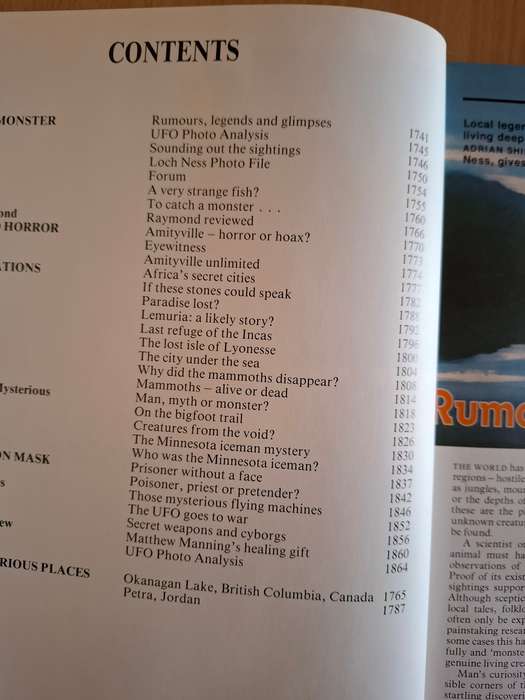 CONTENTS
MONSTER Rumours, legends and glimpses 1741
UFO Photo Analysis 1745
Sounding out the sightings 1746
Loch Ness Photo File 1750
Forum 1754
A very strange fish? 1755
To catch a monster . . . 1760
ond Raymond reviewed 1766
HORROR Amityville – horror or hoax? 1770
Eyewitness 1773
Amityville unlimited 1774
TIONS Africa's secret cities 1777
If these stones could speak 1782
Paradise lost? 1788
Lemuria: a likely story? 1792
Last refuge of the Incas 1796
The lost isle of Lyonesse 1800
The city under the sea 1804
Why did the mammoths disappear? 1808
Mammoths – alive or dead 1814
Mysterious Man, myth or monster? 1818
On the bigfoot trail 1823
Creatures from the void? 1826
The Minnesota iceman mystery 1830
Who was the Minnesota iceman? 1834
N MASK Prisoner without a face 1837
s Poisoner, priest or pretender? 1842
Those mysterious flying machines 1846
The UFO goes to war 1852
ew Secret weapons and cyborgs 1856
Matthew Manning's healing gift 1860
UFO Photo Analysis 1864
RIOUS PLACES Okanagan Lake, British Columbia, Canada 1765
Petra, Jordan 1787
Local leger
living deep
ADRIAN SHI
Ness, gives
Rumo
THE WORLD has
regions – hostile
as jungles, mou
or the depths of
these are the p
unknown creatu
be found.
A scientist o
animal must ha
observations of
Proof of its exist
sightings suppor
Although sceptic
local tales, folklo
often only be exp
painstaking resea
some cases this ha
fully and 'monste
genuine living cre
Man's curiosity
sible corners of t
startling discoveri